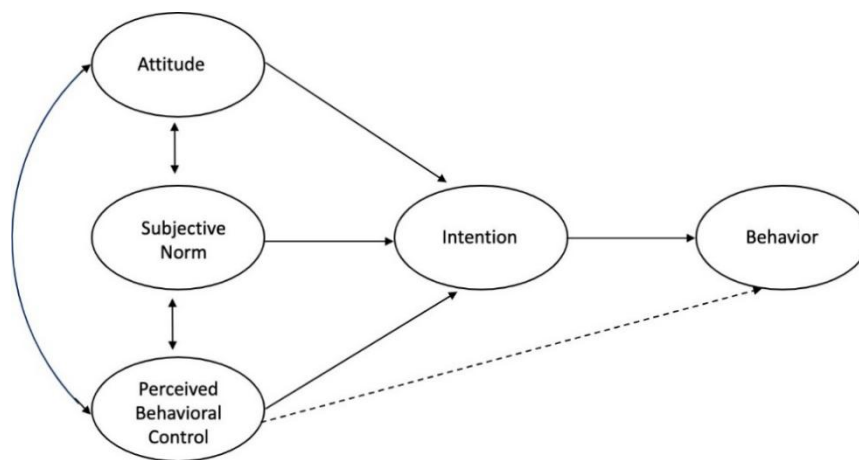 Attitude
Subjective
Norm
Intention
Behavior
Perceived
Behavioral
Control